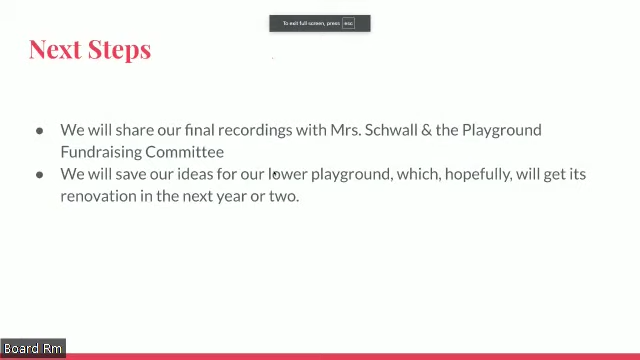 To exit full screen, press esc
Next Steps
● We will share our final recordings with Mrs. Schwall & the Playground
Fundraising Committee
● We will save our ideas for our lower playground, which, hopefully, will get its
renovation in the next year or two.
Board Rm